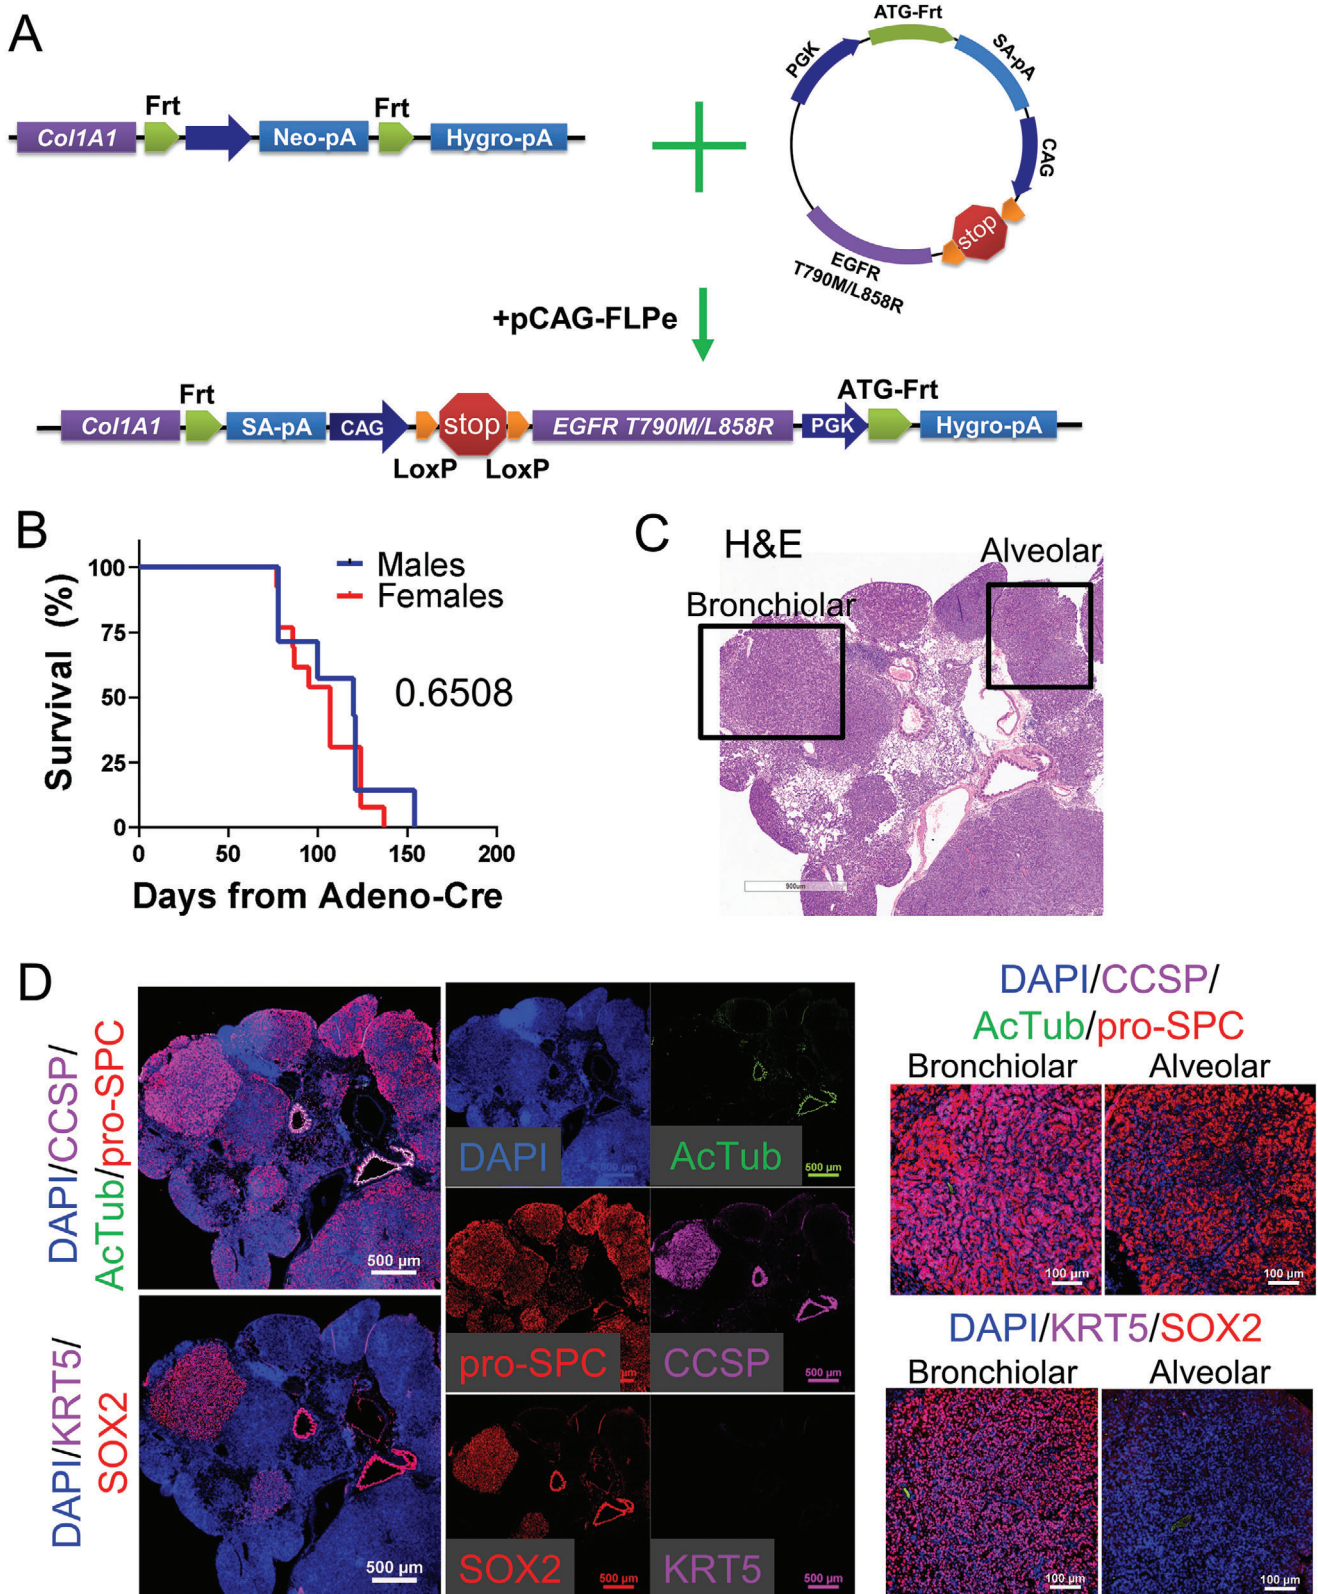 A
Frt
Frt
Col1A1
Neo-pA
Hygro-pA
ATG-Frt
PGK
SA-pA
CAG
stop
EGFR
T790M/L858R
+pCAG-FLPe
Frt
ATG-Frt
Col1A1
SA-pA
CAG
stop
EGFR T790M/L858R
PGK
Hygro-pA
LoxP
LoxP
B
Survival (%)
100
75
50
25
0
Males
Females
0.6508
0
50
100
150
200
Days from Adeno-Cre
C
H&E
Alveolar
Bronchiolar
900um
D
DAPI/CCSP/
AcTub/pro-SPC
500 µm
DAPI
AcTub
500 µm
pro-SPC
CCSP
500 µm
DAPI/KRT5/
SOX2
500 µm
SOX2
500 µm
KRT5
500 µm
DAPI/CCSP/
AcTub/pro-SPC
Bronchiolar
Alveolar
100 µm
100 µm
DAPI/KRT5/SOX2
Bronchiolar
Alveolar
100 µm
100 µm